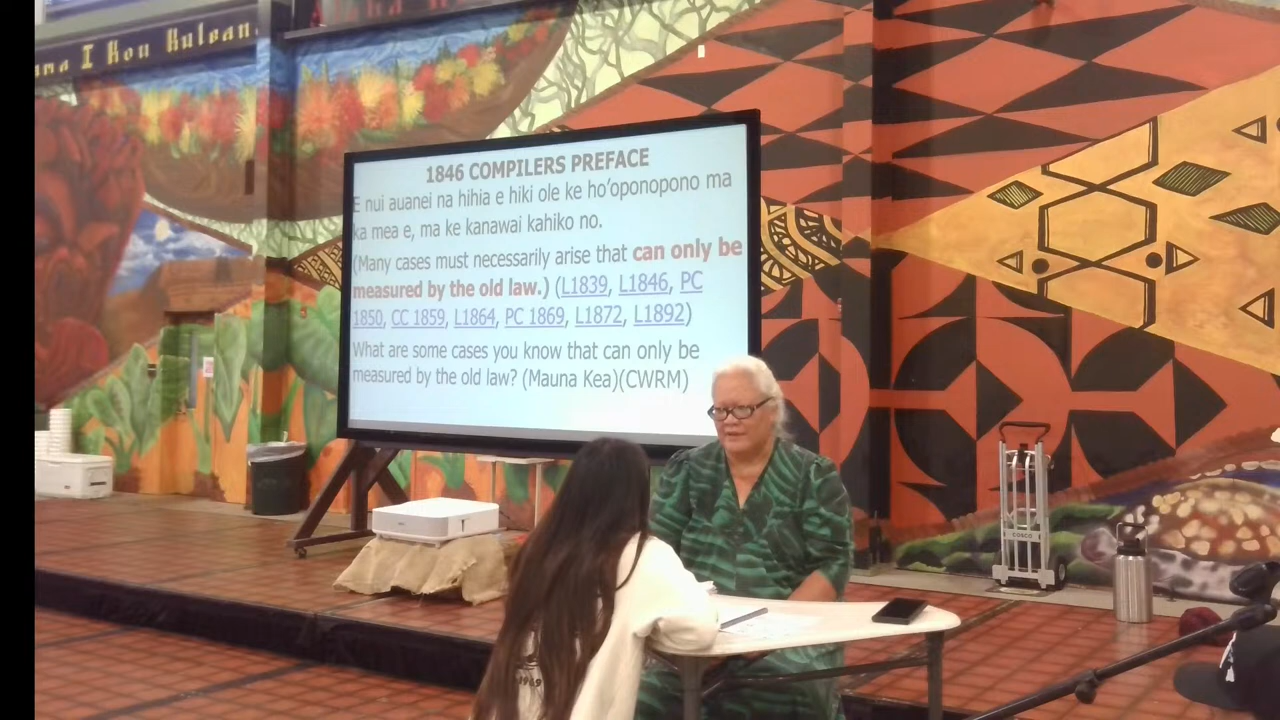 I Kou Kuleana
1846 COMPILERS PREFACE
E nui auanei na hihia e hiki ole ke ho'oponopono ma
ka mea e, ma ke kanawai kahiko no.
(Many cases must necessarily arise that can only be
measured by the old law.) (L1839, L1846, PC
1850, CC 1859, L1864, PC 1869, L1872, L1892)
What are some cases you know that can only be
measured by the old law? (Mauna Kea)(CWRM)
COSCO
1969